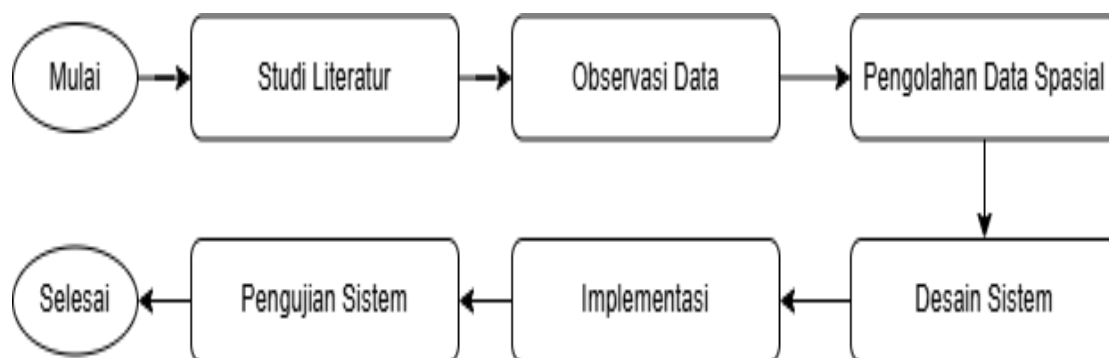 Mulai
Studi Literatur
Observasi Data
Pengolahan Data Spasial
Desain Sistem
Implementasi
Pengujian Sistem
Selesai